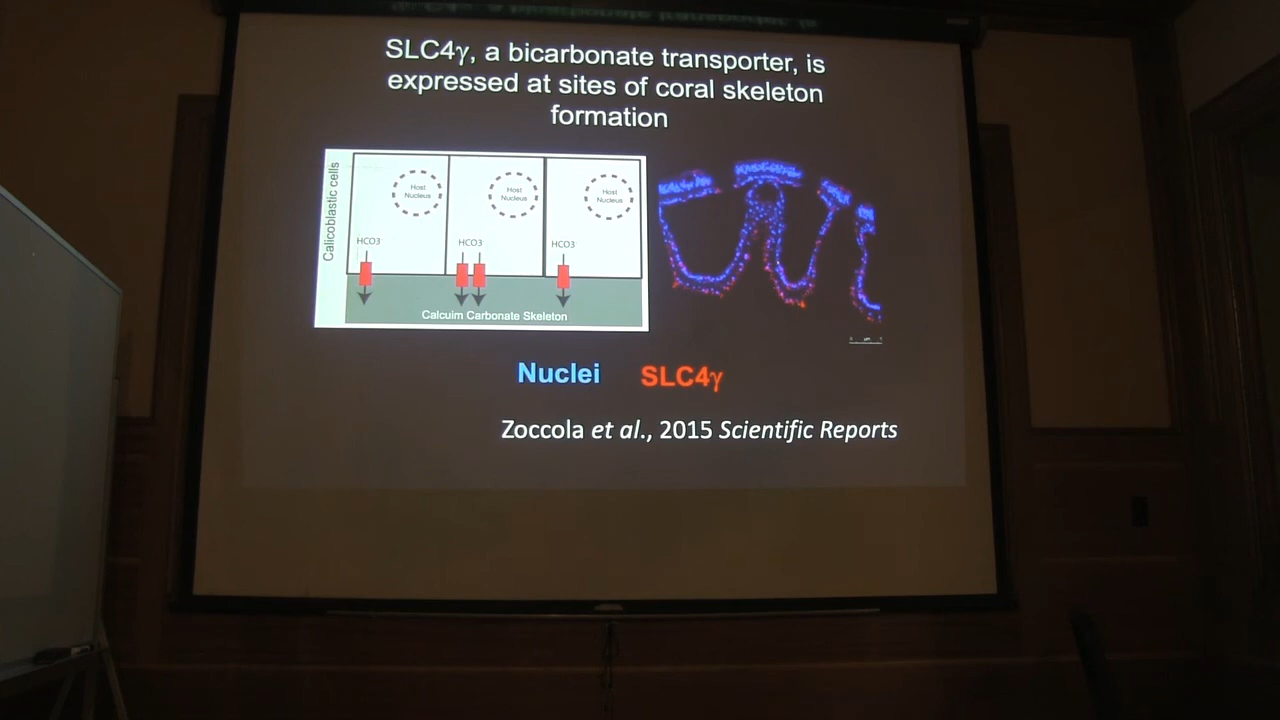 SLC4γ, a bicarbonate transporter, is
expressed at sites of coral skeleton
formation
Calicoblastic cells
Host
Nucleus
Host
Nucleus
Host
Nucleus
HCO3
HCO3
HCO3
Calcuim Carbonate Skeleton
Nuclei SLC4γ
Zoccola et al., 2015 Scientific Reports